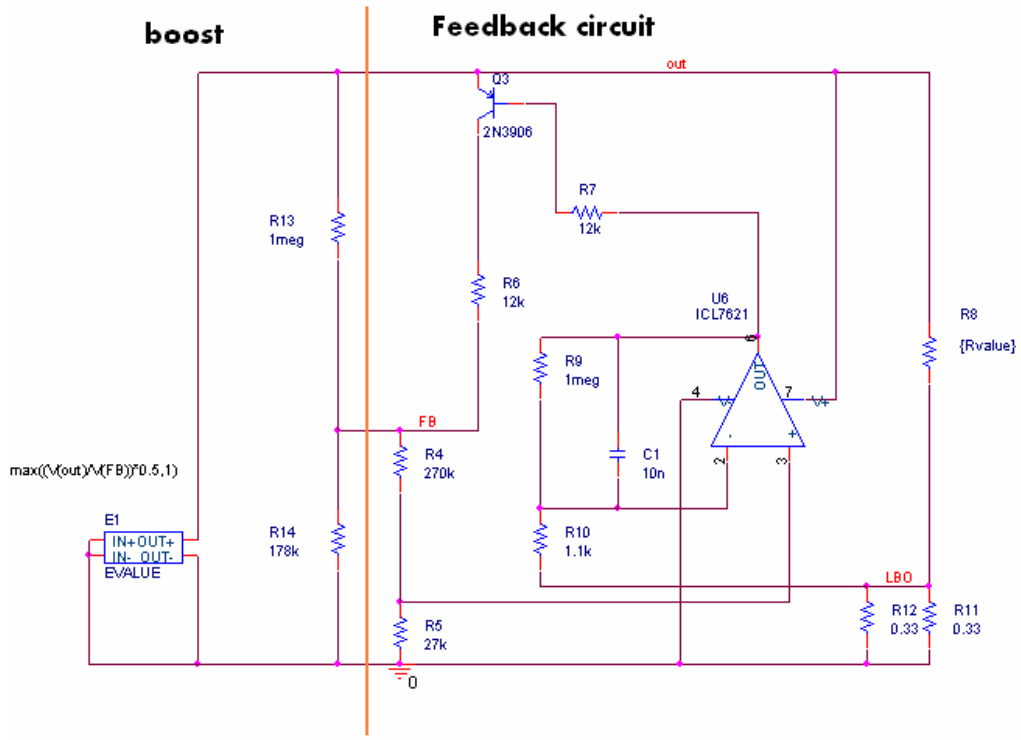 boost
Feedback circuit
out
Q3
2N3906
R7
12k
R13
1meg
R6
12k
U6
ICL7621
R8
{Rvalue}
6
OUT
R9
1meg
4
V-
7
V+
FB
-
+
R4
270k
C1
10n
2
3
max((V(out)/V(FB))*0.5,1)
E1
IN+OUT+
IN- OUT-
EVALUE
R14
178k
R10
1.1k
LBO
R12
0.33
R11
0.33
R5
27k
0